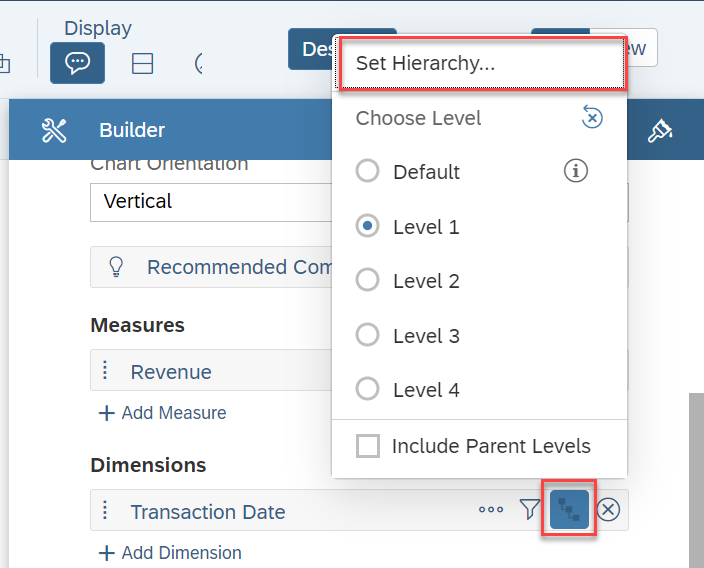 Display
Des
ew
Set Hierarchy...
Builder
Choose Level
Chart Orientation
Default
Vertical
Level 1
Recommended Com
Level 2
Measures
Level 3
Revenue
Level 4
+ Add Measure
Include Parent Levels
Dimensions
Transaction Date
+ Add Dimension